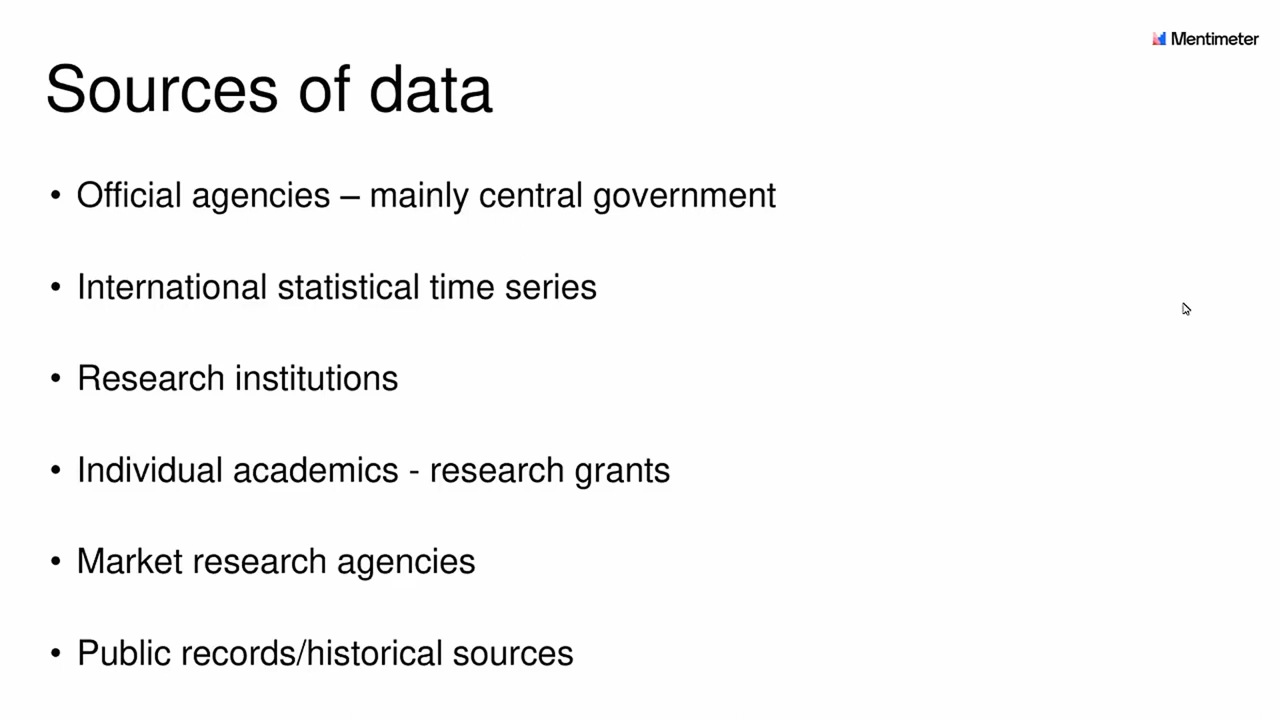 Mentimeter
Sources of data
• Official agencies – mainly central government
• International statistical time series
• Research institutions
• Individual academics - research grants
• Market research agencies
• Public records/historical sources